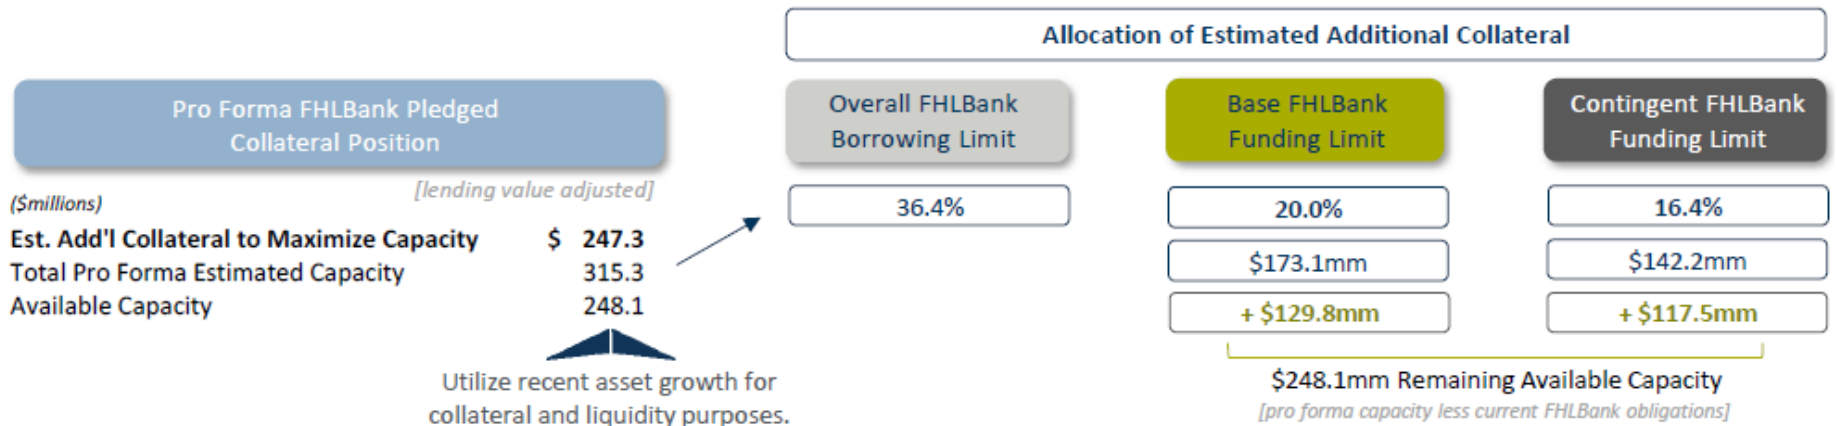 Allocation of Estimated Additional Collateral
Pro Forma FHLBank Pledged
Collateral Position
Overall FHLBank
Borrowing Limit
Base FHLBank
Funding Limit
Contingent FHLBank
Funding Limit
[lending value adjusted]
($millions)
36.4%
20.0%
16.4%
Est. Add'l Collateral to Maximize Capacity $ 247.3
Total Pro Forma Estimated Capacity 315.3
Available Capacity 248.1
$173.1mm
$142.2mm
+ $129.8mm
+ $117.5mm
Utilize recent asset growth for
collateral and liquidity purposes.
$248.1mm Remaining Available Capacity
[pro forma capacity less current FHLBank obligations]